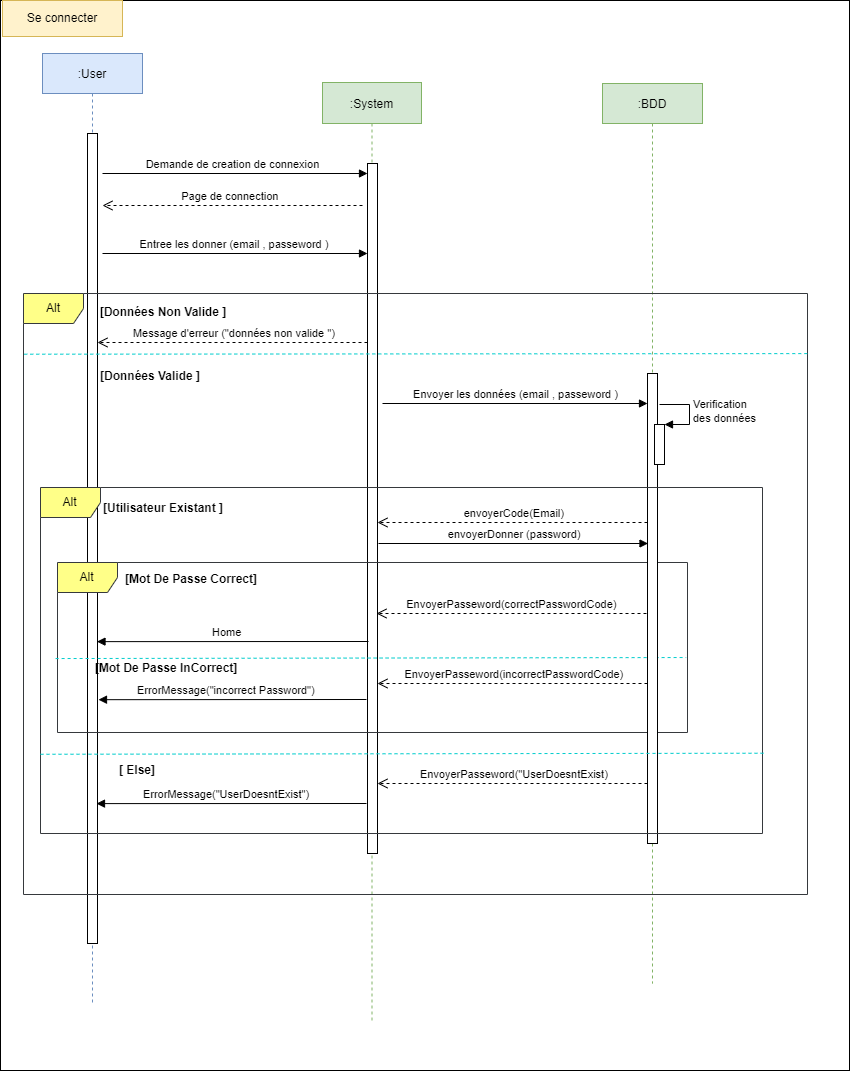 Se connecter
:User
:System
:BDD
Demande de creation de connexion
Page de connection
Entree les donner (email , passeword )
Alt
[Données Non Valide ]
Message d'erreur ("données non valide ")
[Données Valide ]
Envoyer les données (email , passeword )
Verification
des données
Alt
[Utilisateur Existant ]
envoyerCode(Email)
envoyerDonner (password)
Alt
[Mot De Passe Correct]
EnvoyerPasseword(correctPasswordCode)
Home
[Mot De Passe InCorrect]
EnvoyerPasseword(incorrectPasswordCode)
ErrorMessage("incorrect Password")
[ Else]
EnvoyerPasseword("UserDoesntExist)
ErrorMessage("UserDoesntExist")